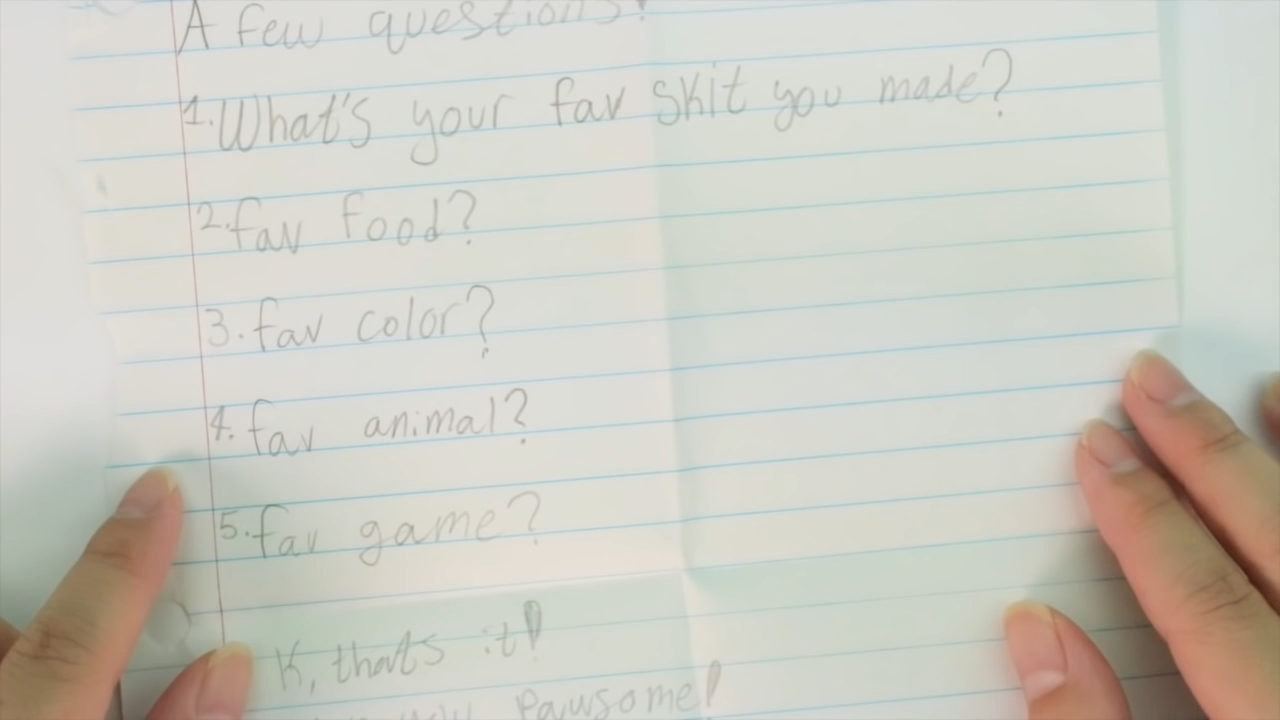 A few questions!
1. What's your fav skit you made?
2. fav food?
3. fav color?
4. fav animal?
5. fav game?
K, thats it!
you Pawsome!